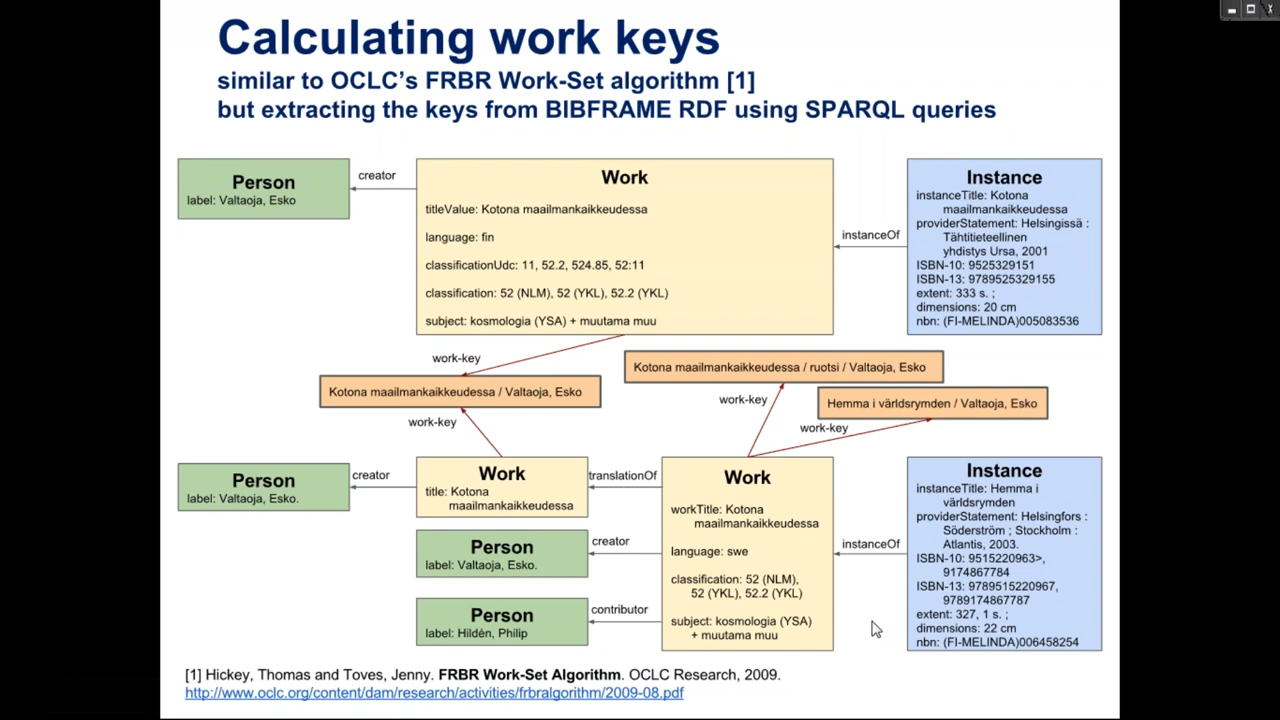 Calculating work keys
similar to OCLC's FRBR Work-Set algorithm [1]
but extracting the keys from BIBFRAME RDF using SPARQL queries
Person
label: Valtaoja, Esko
creator
Work
titleValue: Kotona maailmankaikkeudessa
language: fin
classificationUdc: 11, 52.2, 524.85, 52:11
classification: 52 (NLM), 52 (YKL), 52.2 (YKL)
subject: kosmologia (YSA) + muutama muu
instanceOf
Instance
instanceTitle: Kotona
maailmankaikkeudessa
providerStatement: Helsingissä :
Tähtitieteellinen
yhdistys Ursa, 2001
ISBN-10: 9525329151
ISBN-13: 9789525329155
extent: 333 s. ;
dimensions: 20 cm
nbn: (FI-MELINDA)005083536
work-key
Kotona maailmankaikkeudessa / ruotsi / Valtaoja, Esko
Kotona maailmankaikkeudessa / Valtaoja, Esko
work-key
Hemma i världsrymden / Valtaoja, Esko
work-key
work-key
Person
label: Valtaoja, Esko.
creator
Work
title: Kotona
maailmankaikkeudessa
translationOf
Person
label: Valtaoja, Esko.
creator
Person
label: Hildén, Philip
contributor
Work
workTitle: Kotona
maailmankaikkeudessa
language: swe
classification: 52 (NLM),
52 (YKL), 52.2 (YKL)
subject: kosmologia (YSA)
+ muutama muu
instanceOf
Instance
instanceTitle: Hemma i
världsrymden
providerStatement: Helsingfors :
Söderström ; Stockholm :
Atlantis, 2003.
ISBN-10: 9515220963>,
9174867784
ISBN-13: 9789515220967,
9789174867787
extent: 327, 1 s. ;
dimensions: 22 cm
nbn: (FI-MELINDA)006458254
[1] Hickey, Thomas and Toves, Jenny. FRBR Work-Set Algorithm. OCLC Research, 2009.
http://www.oclc.org/content/dam/research/activities/frbralgorithm/2009-08.pdf